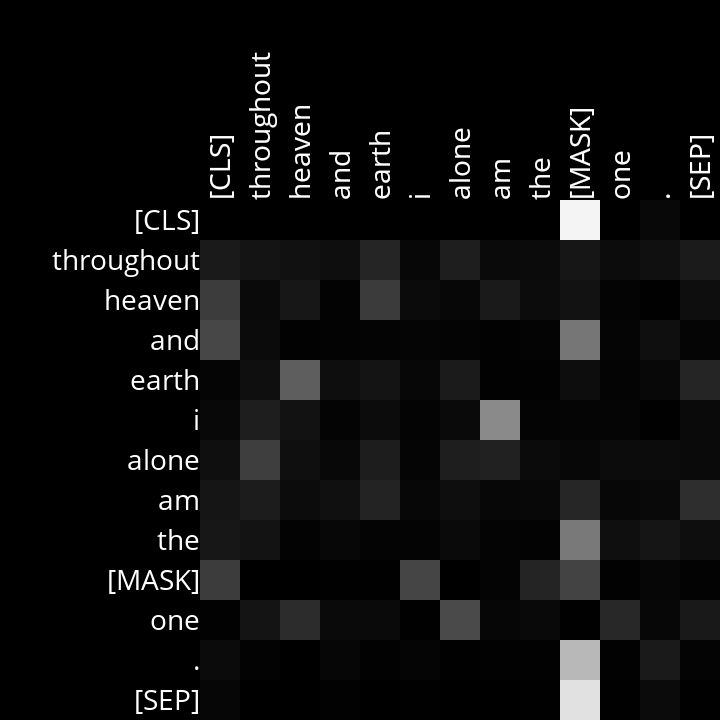 [CLS] throughout heaven and earth i alone am the [MASK] one . [SEP]
[CLS]
throughout
heaven
and
earth
i
alone
am
the
[MASK]
one
.
[SEP]